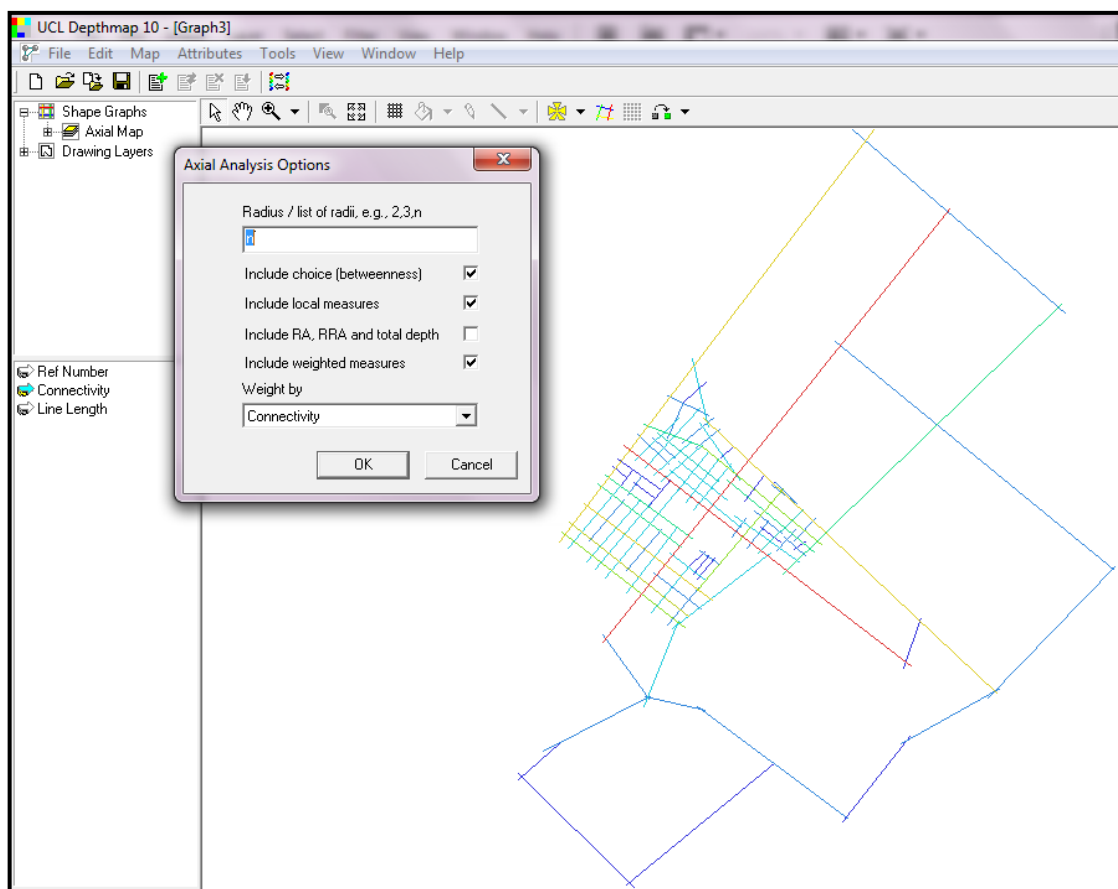 UCL Depthmap 10 - [Graph3]
File Edit Map Attributes Tools View Window Help
Shape Graphs
Axial Map
Drawing Layers
Axial Analysis Options
Radius / list of radii, e.g., 2,3,n
n
Include choice (betweenness)
Include local measures
Include RA, RRA and total depth
Include weighted measures
Weight by
Connectivity
OK Cancel
Ref Number
Connectivity
Line Length